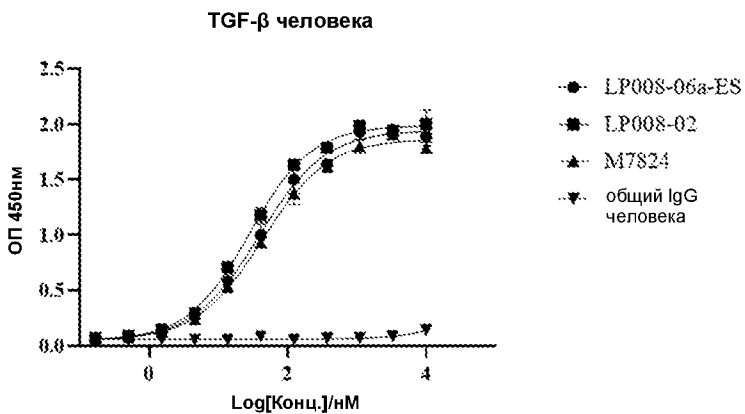 TGF-β человека
2.5
2.0
1.5
1.0
0.5
0.0
ОП 450нм
0
2
4
Log[Конц.]/нМ
LP008-06a-ES
LP008-02
M7824
общий IgG
человека